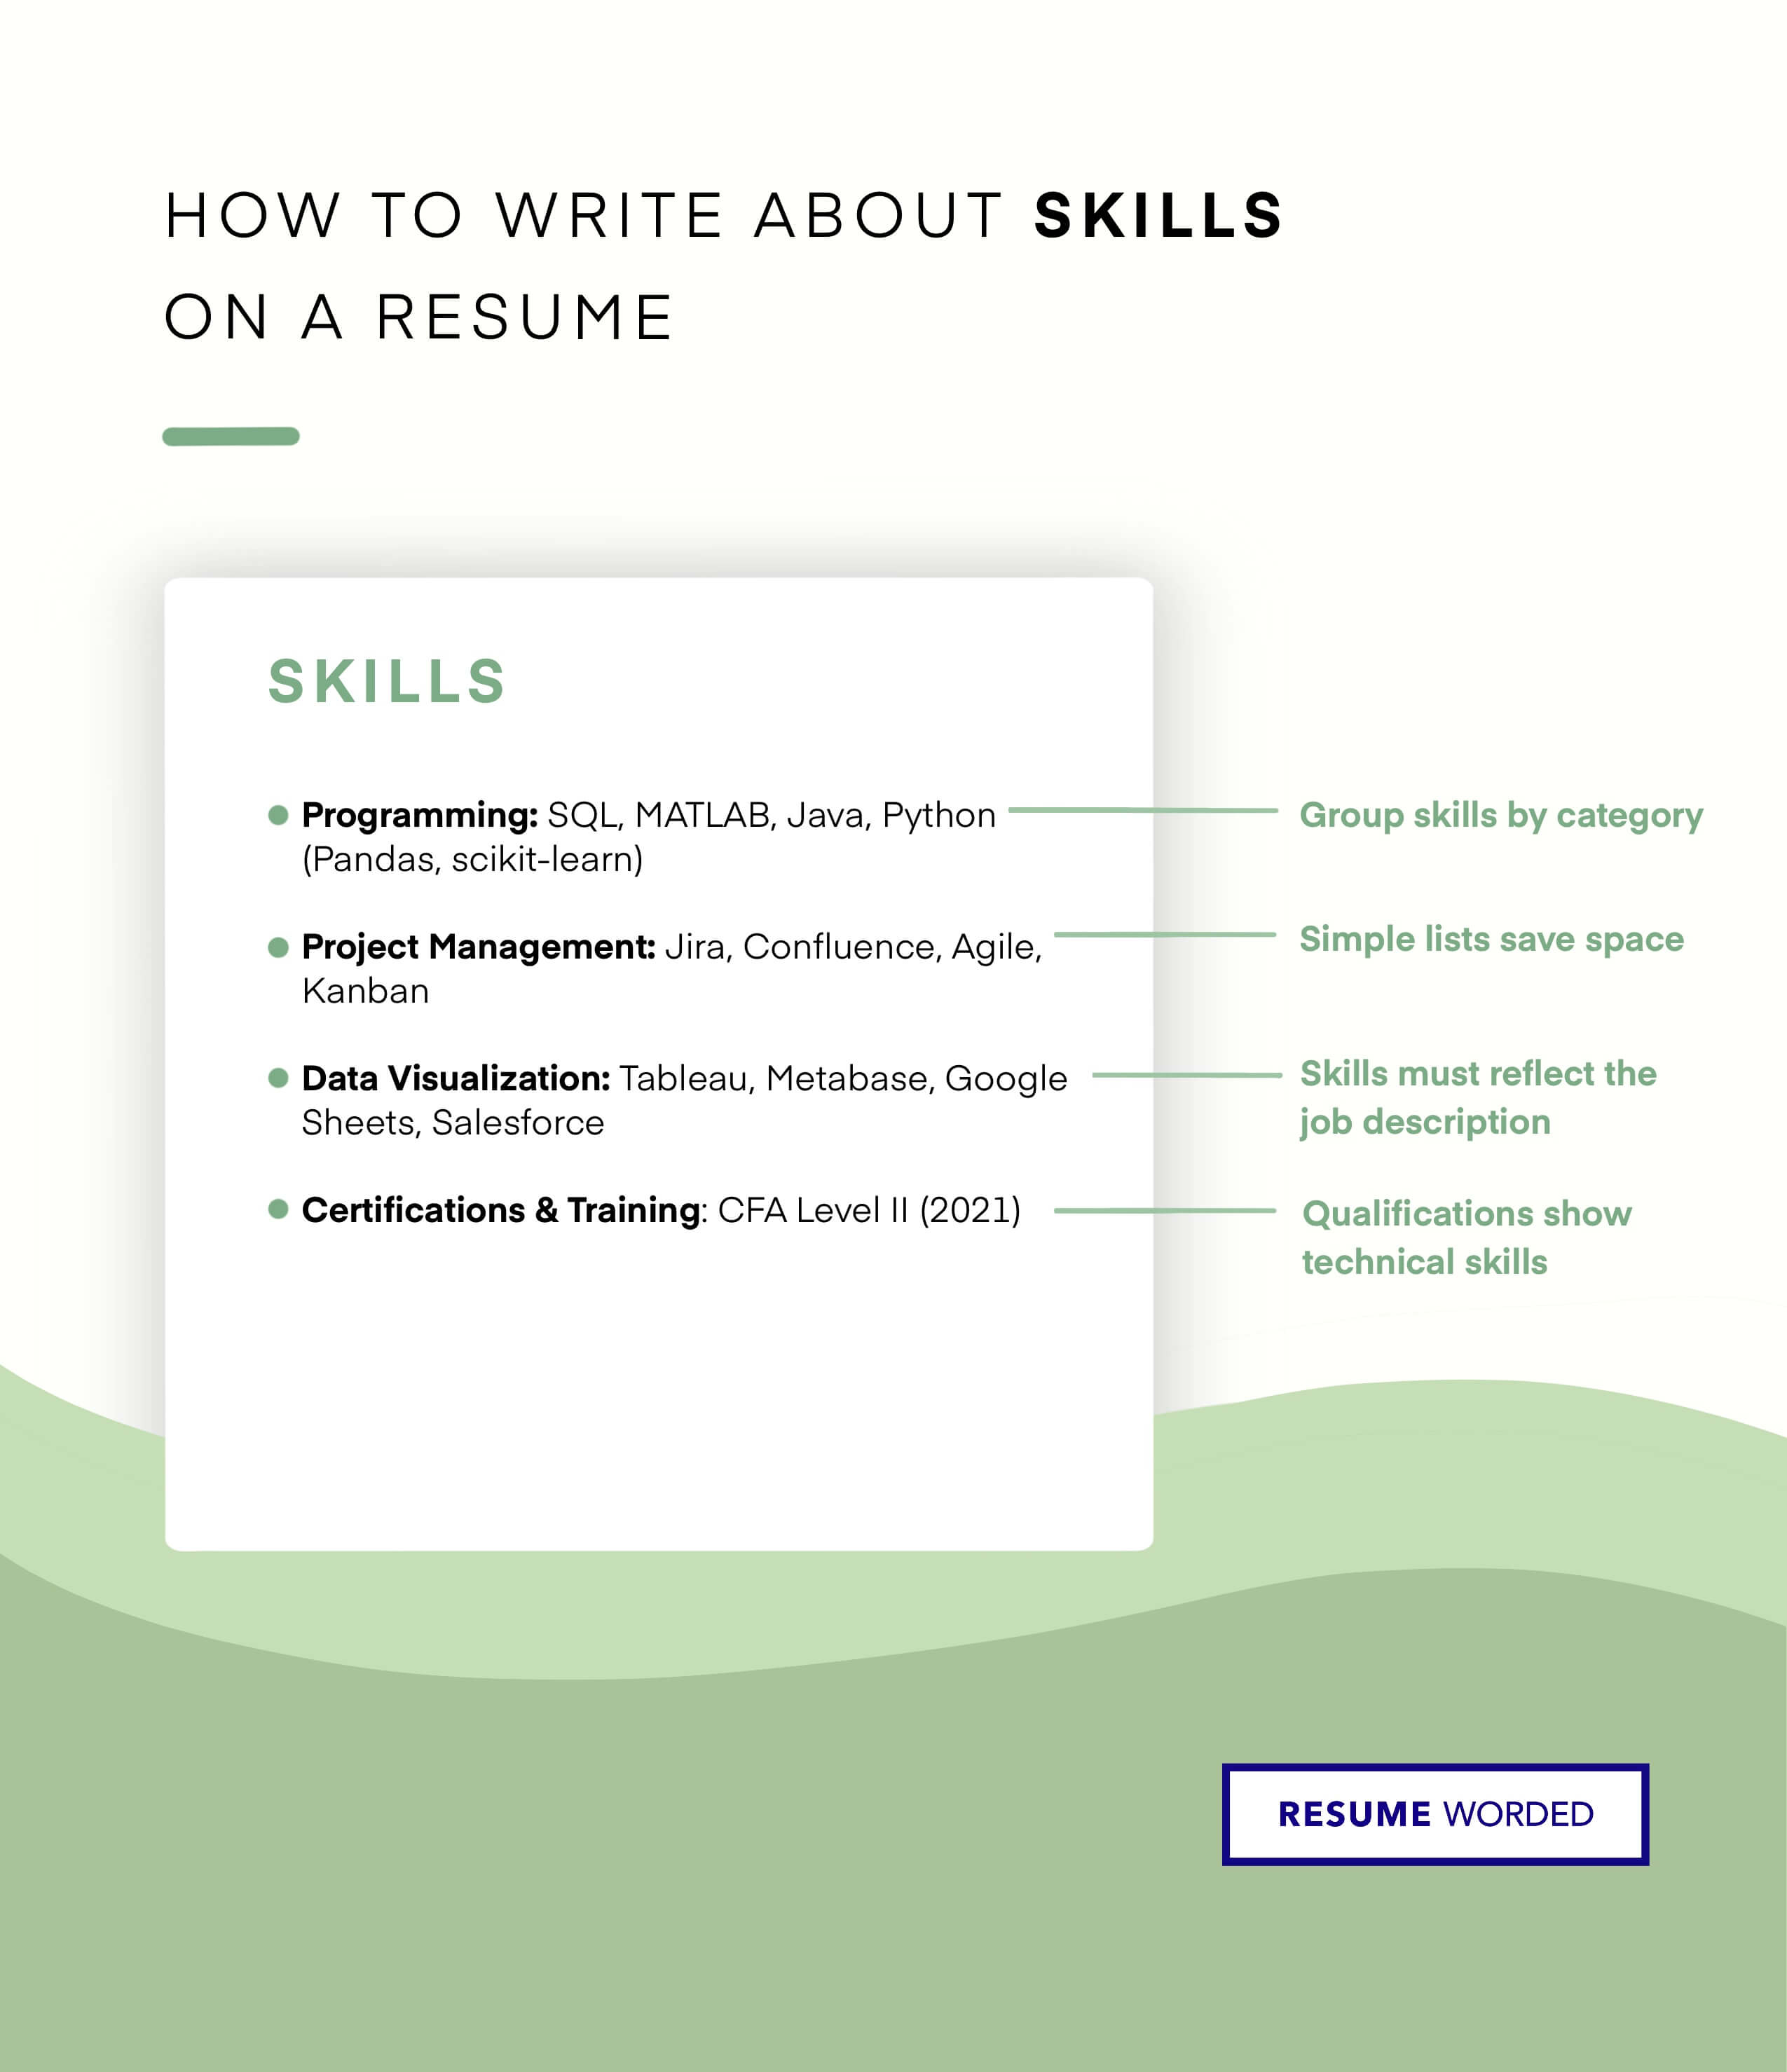 HOW TO WRITE ABOUT SKILLS
ON A RESUME
SKILLS
Programming: SQL, MATLAB, Java, Python
(Pandas, scikit-learn)
Group skills by category
Project Management: Jira, Confluence, Agile,
Kanban
Simple lists save space
Data Visualization: Tableau, Metabase, Google
Sheets, Salesforce
Skills must reflect the
job description
Certifications & Training: CFA Level II (2021)
Qualifications show
technical skills
RESUME WORDED